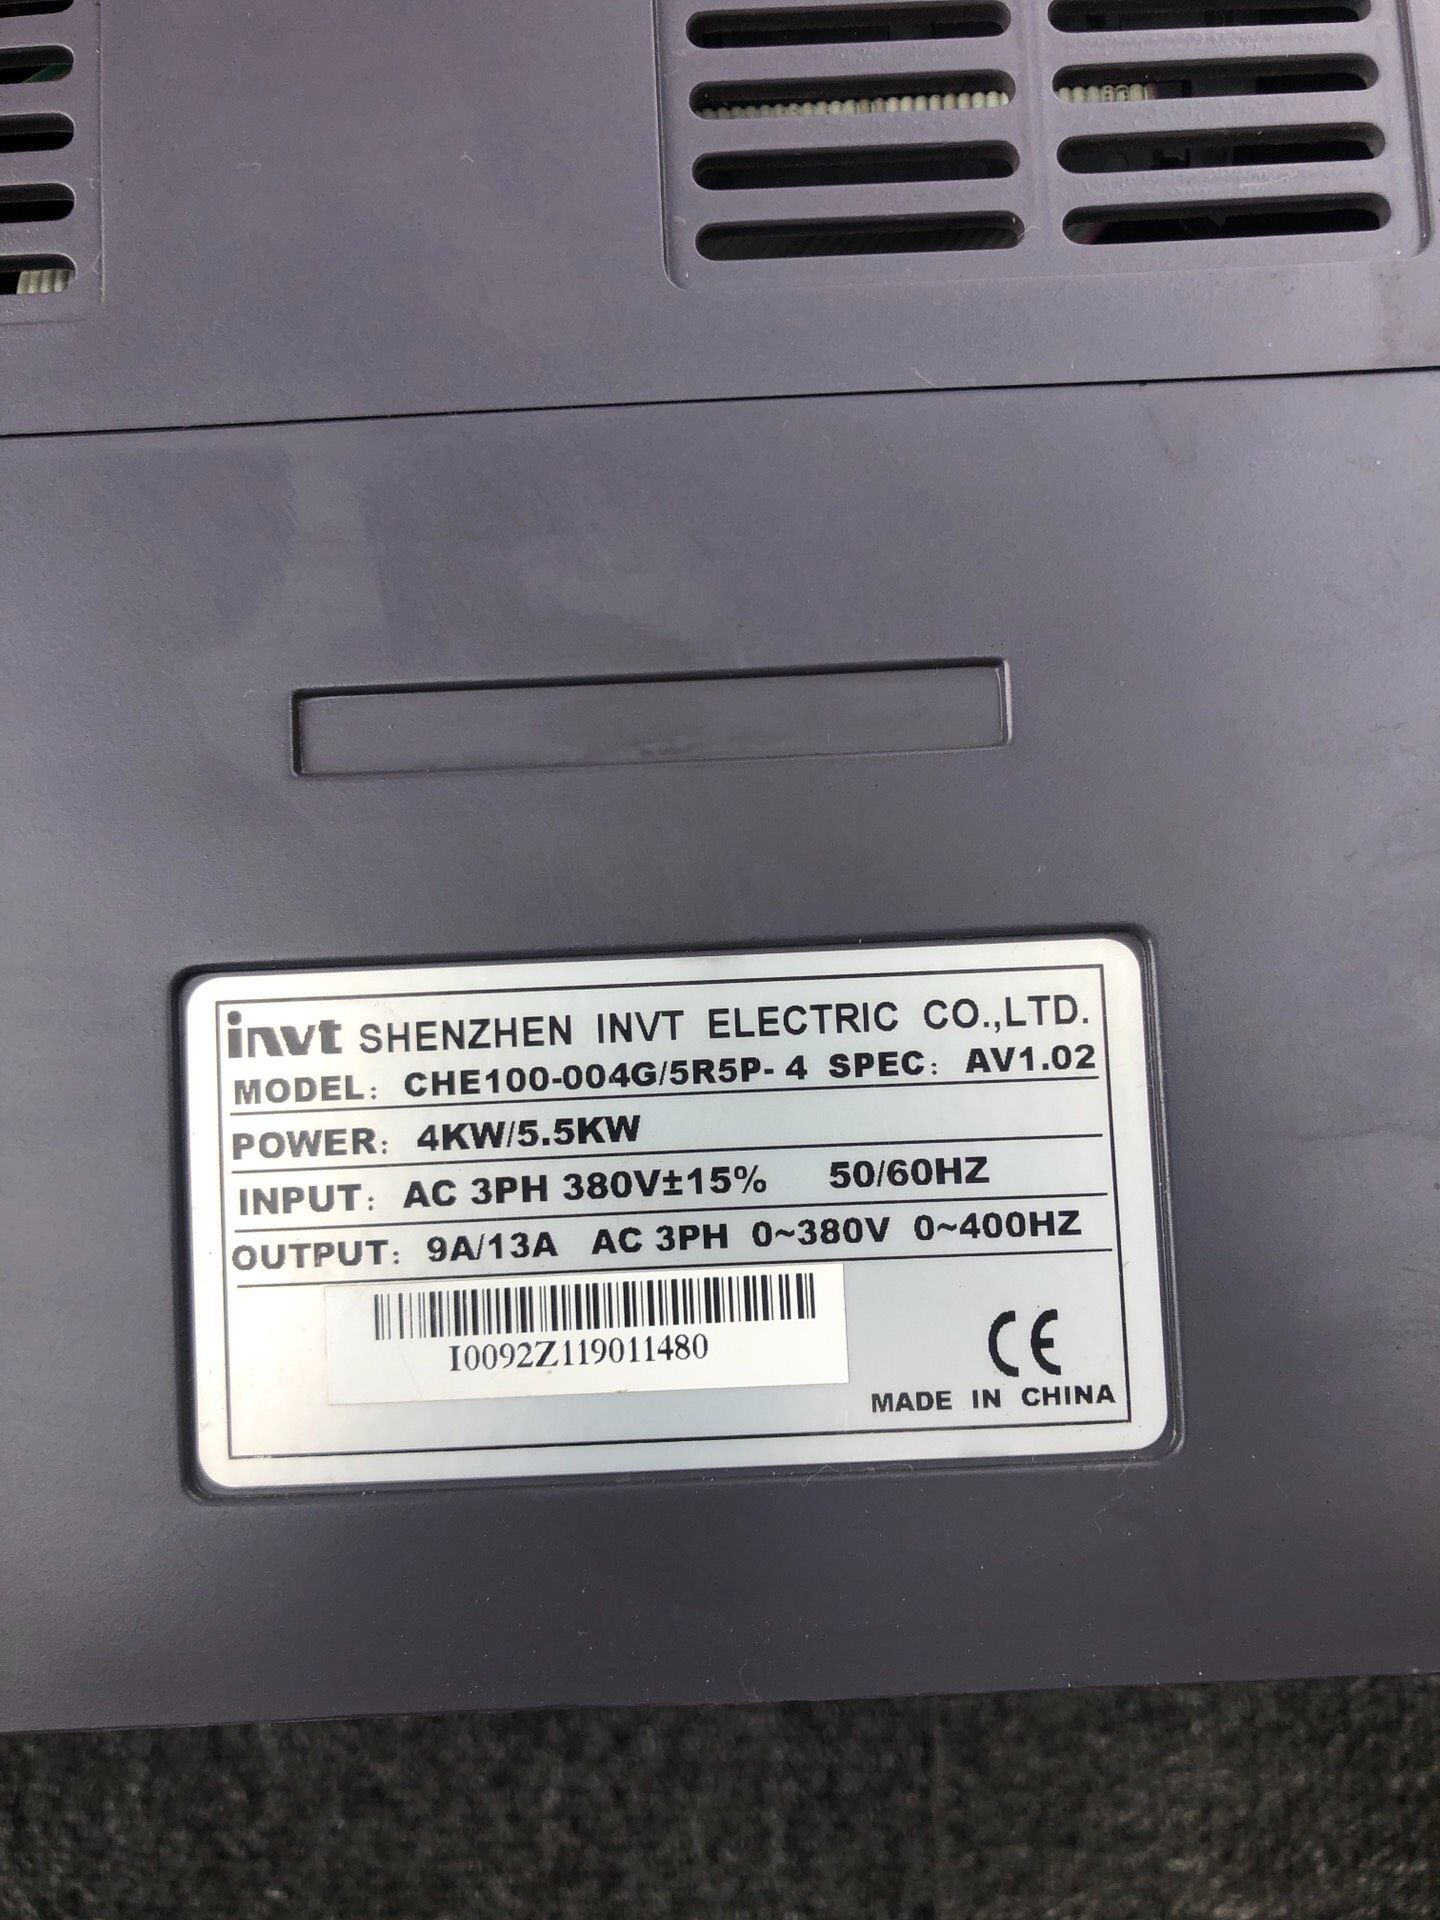 invt SHENZHEN INVT ELECTRIC CO.,LTD.
MODEL: CHE100-004G/5R5P- 4 SPEC: AV1.02
POWER: 4KW/5.5KW
INPUT: AC 3PH 380V±15% 50/60HZ
OUTPUT: 9A/13A AC 3PH 0~380V 0~400HZ
I0092Z119011480
CE
MADE IN CHINA